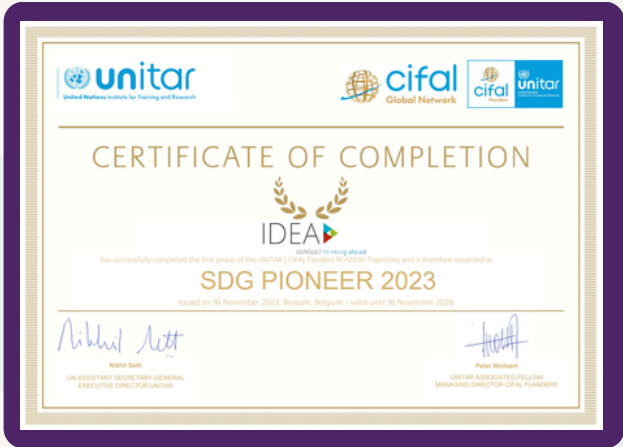 unitar
United Nations Institute for Training and Research
cifal
Global Network
cifal
Flanders
unitar
CERTIFICATE OF COMPLETION
IDEA
CONSULT thinking ahead
has successfully completed the first phase of the UNITAR | CIFAL Flanders PCA2030 Trajectory and is therefore rewarded as
SDG PIONEER 2023
Issued on 16 November 2023, Brussels, Belgium - valid until 16 November 2026
Nikhil Seth
Nikhil Seth
UN ASSISTANT SECRETARY-GENERAL
EXECUTIVE DIRECTOR UNITAR
Peter Wollaert
UNITAR ASSOCIATED FELLOW
MANAGING DIRECTOR CIFAL FLANDERS